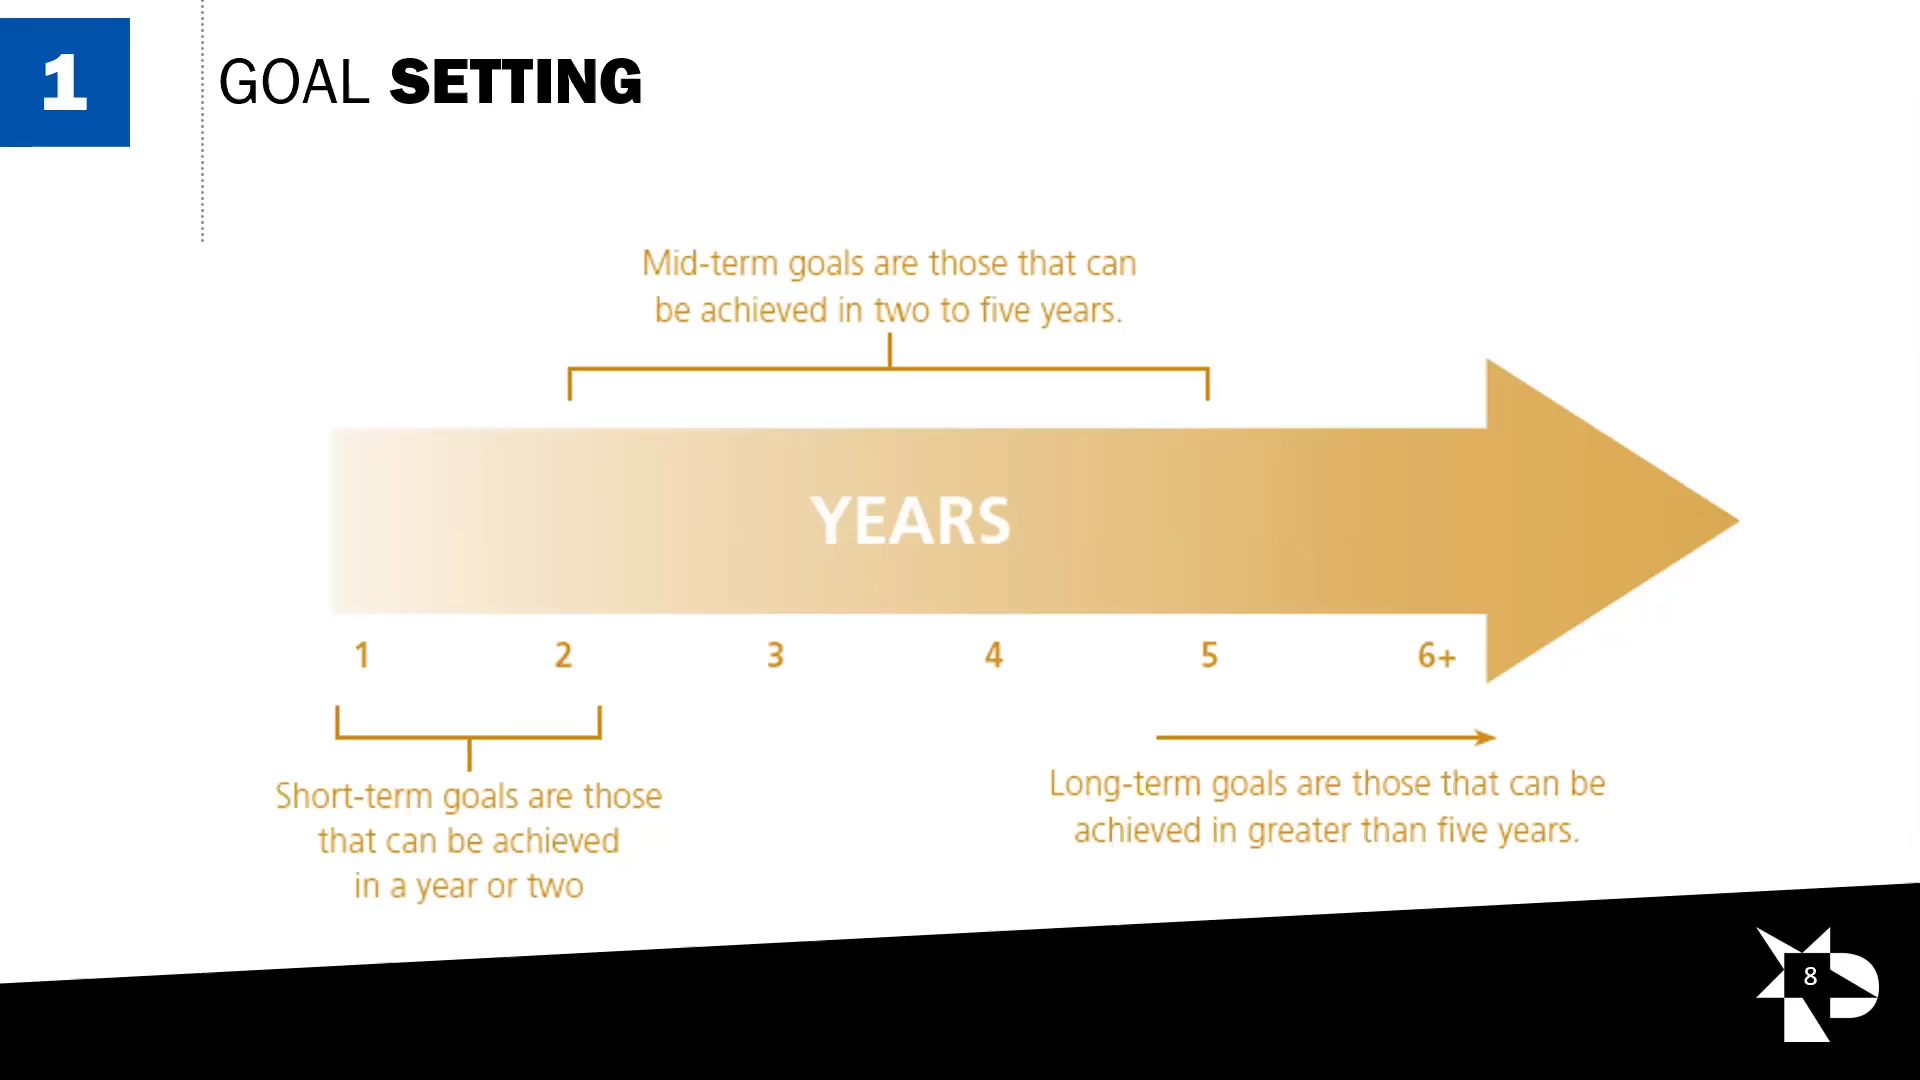 1
GOAL SETTING
Mid-term goals are those that can
be achieved in two to five years.
YEARS
1 2 3 4 5 6+
Short-term goals are those
that can be achieved
in a year or two
Long-term goals are those that can be
achieved in greater than five years.
8